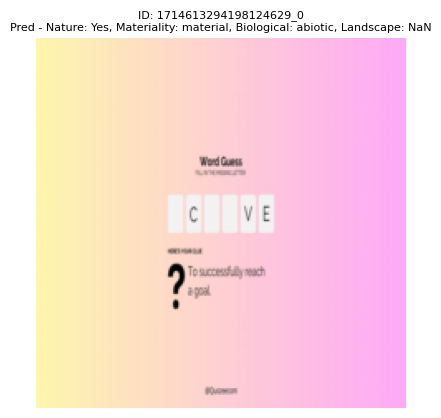 ID: 1714613294198124629_0
Pred - Nature: Yes, Materiality: material, Biological: abiotic, Landscape: NaN
Word Guess
FILL IN THE MISSING LETTER
C V E
HERE'S YOUR CLUE
? To successfully reach
a goal.
@Quizeecom